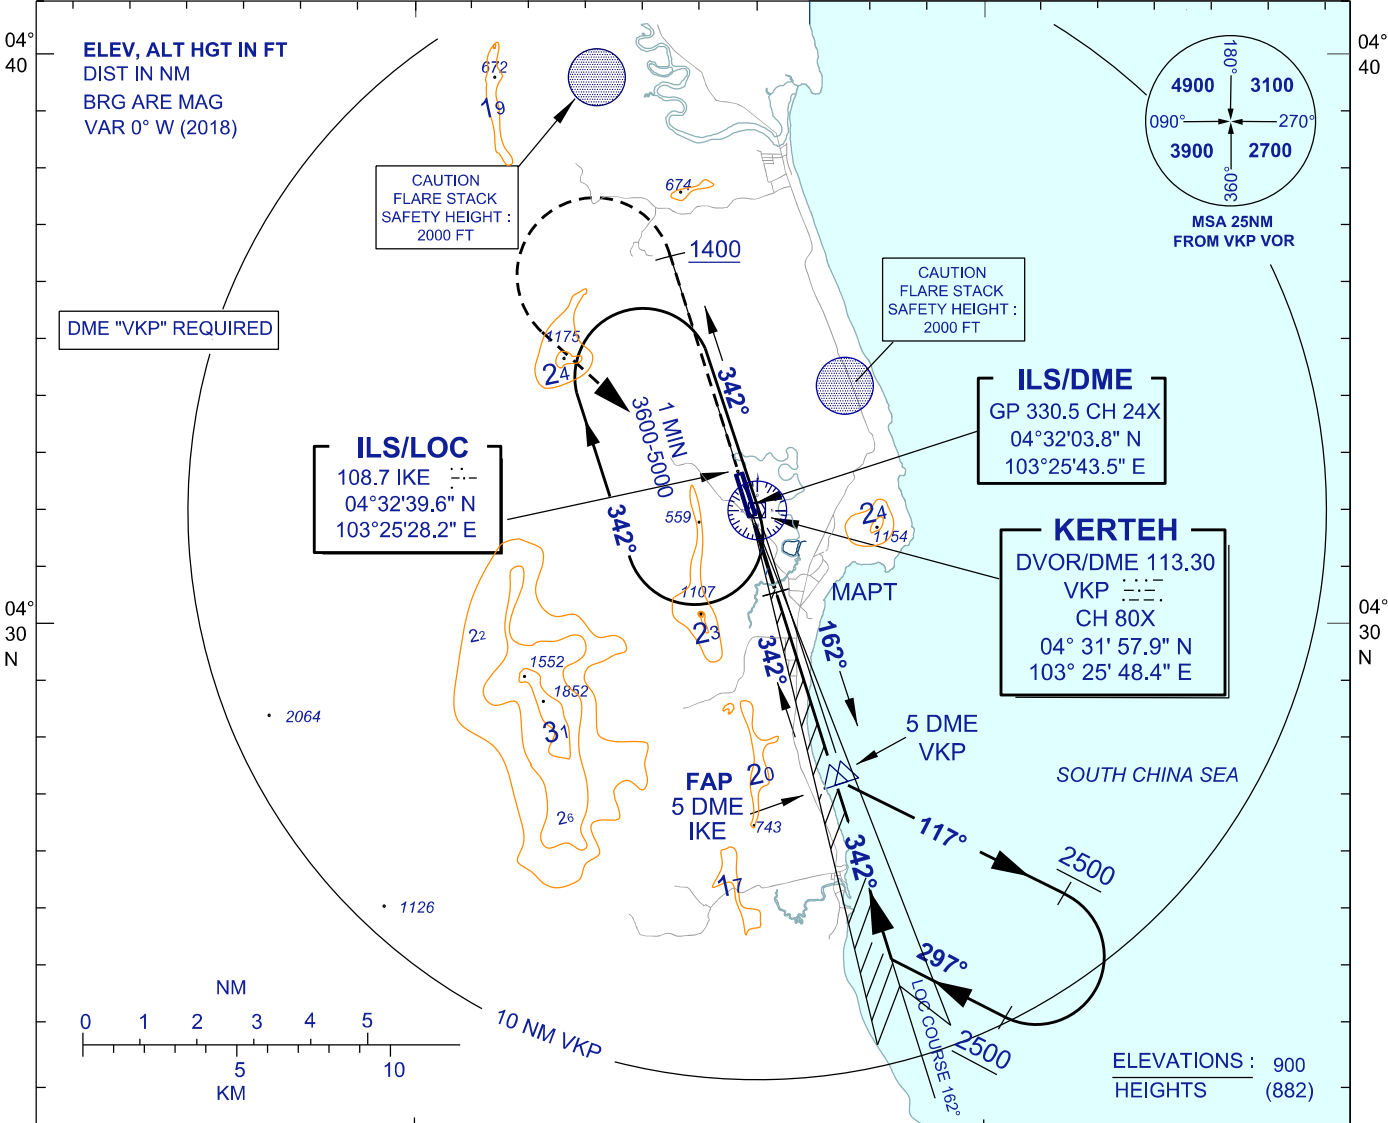 04°
40
ELEV, ALT HGT IN FT
DIST IN NM
BRG ARE MAG
VAR 0° W (2018)
672
19
CAUTION
FLARE STACK
SAFETY HEIGHT :
2000 FT
674
1400
180°
4900 3100
090° 270°
3900 2700
360°
MSA 25NM
FROM VKP VOR
04°
40
DME "VKP" REQUIRED
CAUTION
FLARE STACK
SAFETY HEIGHT :
2000 FT
1175
24
342°
1 MIN
3600-5000
342°
ILS/DME
GP 330.5 CH 24X
04°32'03.8" N
103°25'43.5" E
ILS/LOC
108.7 IKE
04°32'39.6" N
103°25'28.2" E
559
24
1154
KERTEH
DVOR/DME 113.30
VKP
CH 80X
04° 31' 57.9" N
103° 25' 48.4" E
04°
30
N
04°
30
N
1107
23
MAPT
22
1552
1852
31
26
2064
1126
342°
162°
5 DME
VKP
SOUTH CHINA SEA
FAP
5 DME
IKE
20
743
17
117°
342°
2500
297°
LOC COURSE 162°
2500
10 NM VKP
NM
0 1 2 3 4 5
5 10
KM
ELEVATIONS : 900
HEIGHTS (882)